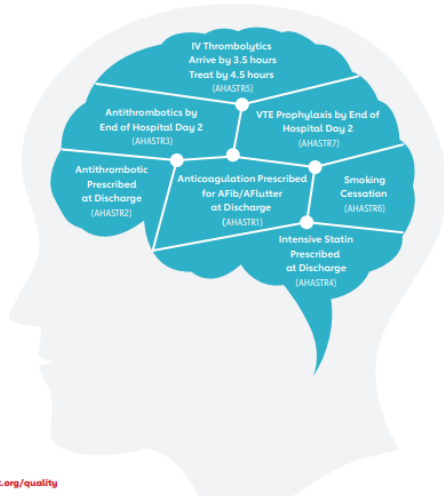 IV Thrombolytics
Arrive by 3.5 hours
Treat by 4.5 hours
(AHASTR5)
Antithrombotics by
End of Hospital Day 2
(AHASTR3)
VTE Prophylaxis by End of
Hospital Day 2
(AHASTR7)
Antithrombotic
Prescribed
at Discharge
(AHASTR2)
Anticoagulation Prescribed
for AFib/AFlutter
at Discharge
(AHASTR1)
Smoking
Cessation
(AHASTR6)
Intensive Statin
Prescribed
at Discharge
(AHASTR4)
.org/quality